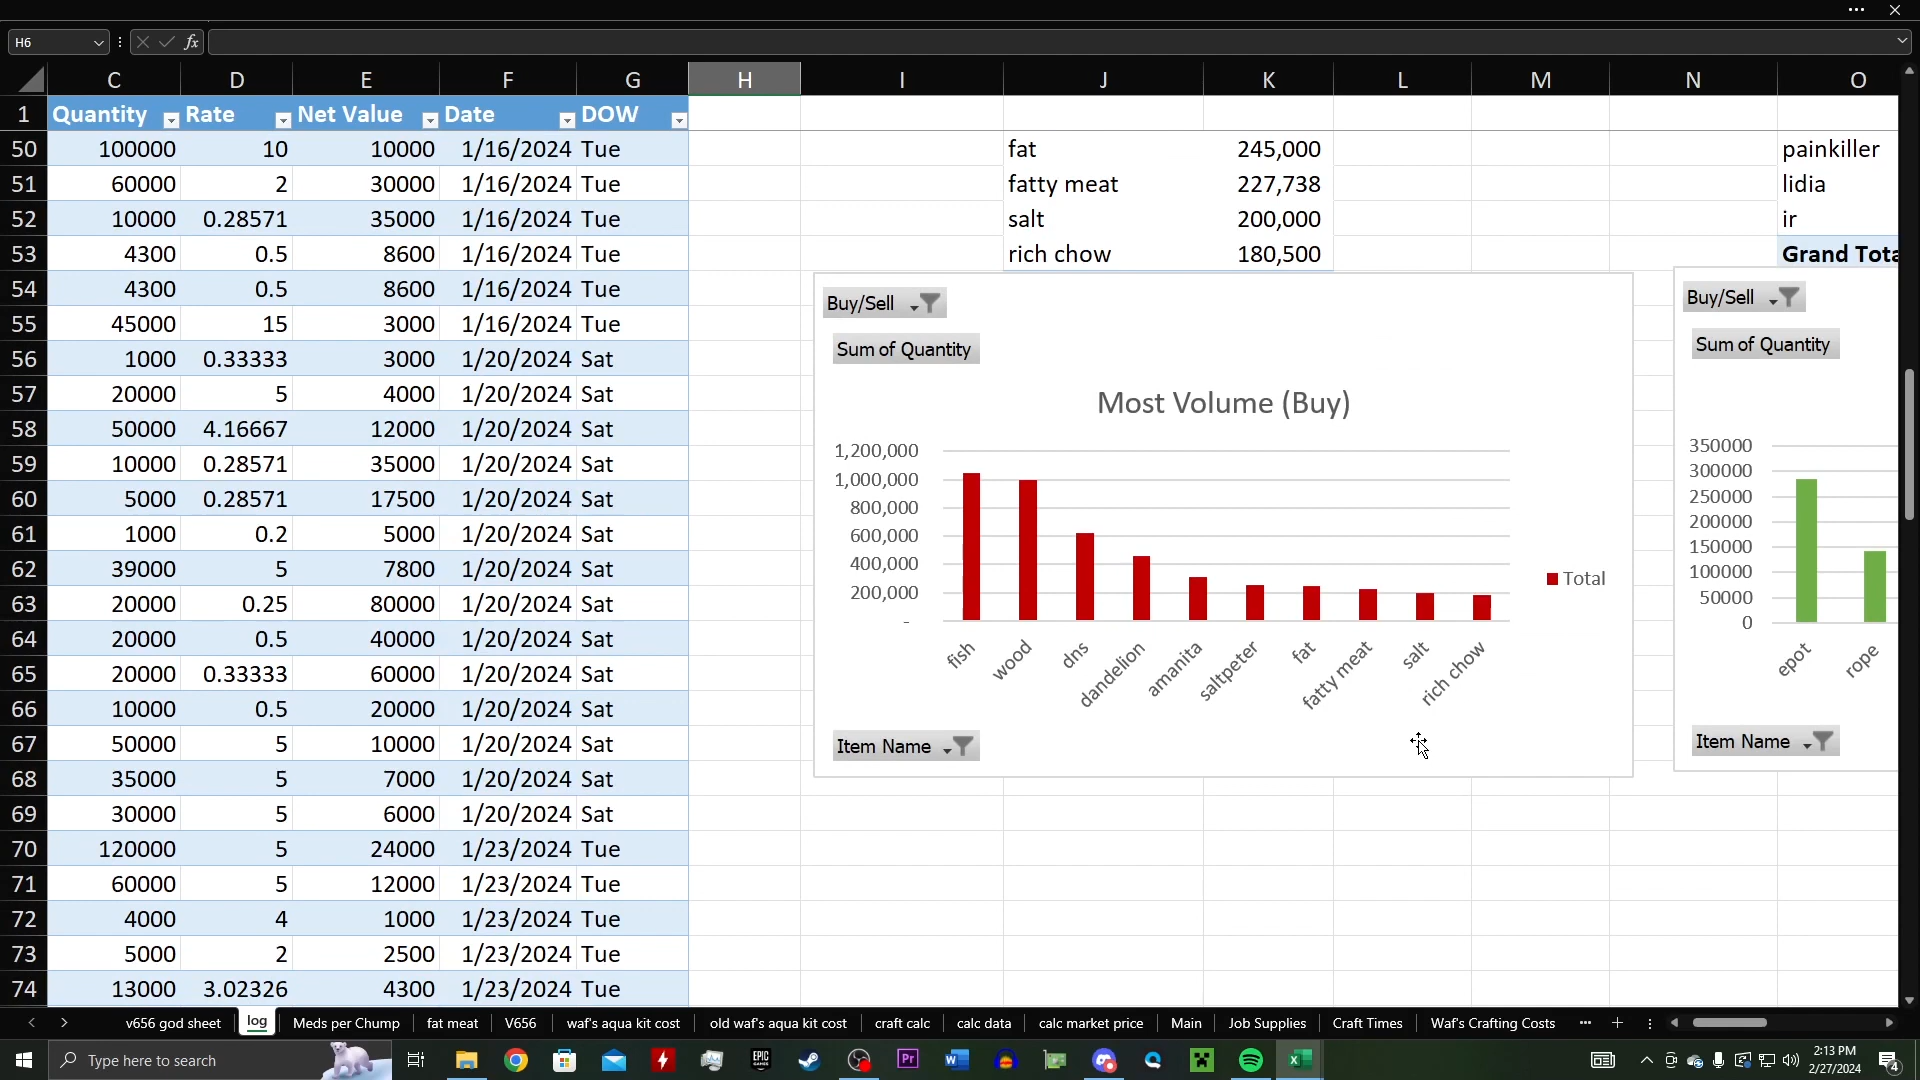 H6
fx
C D E F G H I J K L M N O
1 Quantity Rate Net Value Date DOW
50 100000 10 10000 1/16/2024 Tue fat 245,000 painkiller
51 60000 2 30000 1/16/2024 Tue fatty meat 227,738 lidia
52 10000 0.28571 35000 1/16/2024 Tue salt 200,000 ir
53 4300 0.5 8600 1/16/2024 Tue rich chow 180,500 Grand Tota
54 4300 0.5 8600 1/16/2024 Tue
55 45000 15 3000 1/16/2024 Tue
56 1000 0.33333 3000 1/20/2024 Sat
57 20000 5 4000 1/20/2024 Sat
58 50000 4.16667 12000 1/20/2024 Sat
59 10000 0.28571 35000 1/20/2024 Sat
60 5000 0.28571 17500 1/20/2024 Sat
61 1000 0.2 5000 1/20/2024 Sat
62 39000 5 7800 1/20/2024 Sat
63 20000 0.25 80000 1/20/2024 Sat
64 20000 0.5 40000 1/20/2024 Sat
65 20000 0.33333 60000 1/20/2024 Sat
66 10000 0.5 20000 1/20/2024 Sat
67 50000 5 10000 1/20/2024 Sat
68 35000 5 7000 1/20/2024 Sat
69 30000 5 6000 1/20/2024 Sat
70 120000 5 24000 1/23/2024 Tue
71 60000 5 12000 1/23/2024 Tue
72 4000 4 1000 1/23/2024 Tue
73 5000 2 2500 1/23/2024 Tue
74 13000 3.02326 4300 1/23/2024 Tue
Buy/Sell
Sum of Quantity
Most Volume (Buy)
1,200,000
1,000,000
800,000
600,000
400,000
200,000
-
fish wood dns dandelion amanita saltpeter fat fatty meat salt rich chow
Total
Item Name
Buy/Sell
Sum of Quantity
350000
300000
250000
200000
150000
100000
50000
0
epot rope
Item Name
v656 god sheet log Meds per Chump fat meat V656 waf's aqua kit cost old waf's aqua kit cost craft calc calc data calc market price Main Job Supplies Craft Times Waf's Crafting Costs
Type here to search
EPIC GAMES
Pr
2:13 PM
2/27/2024
4